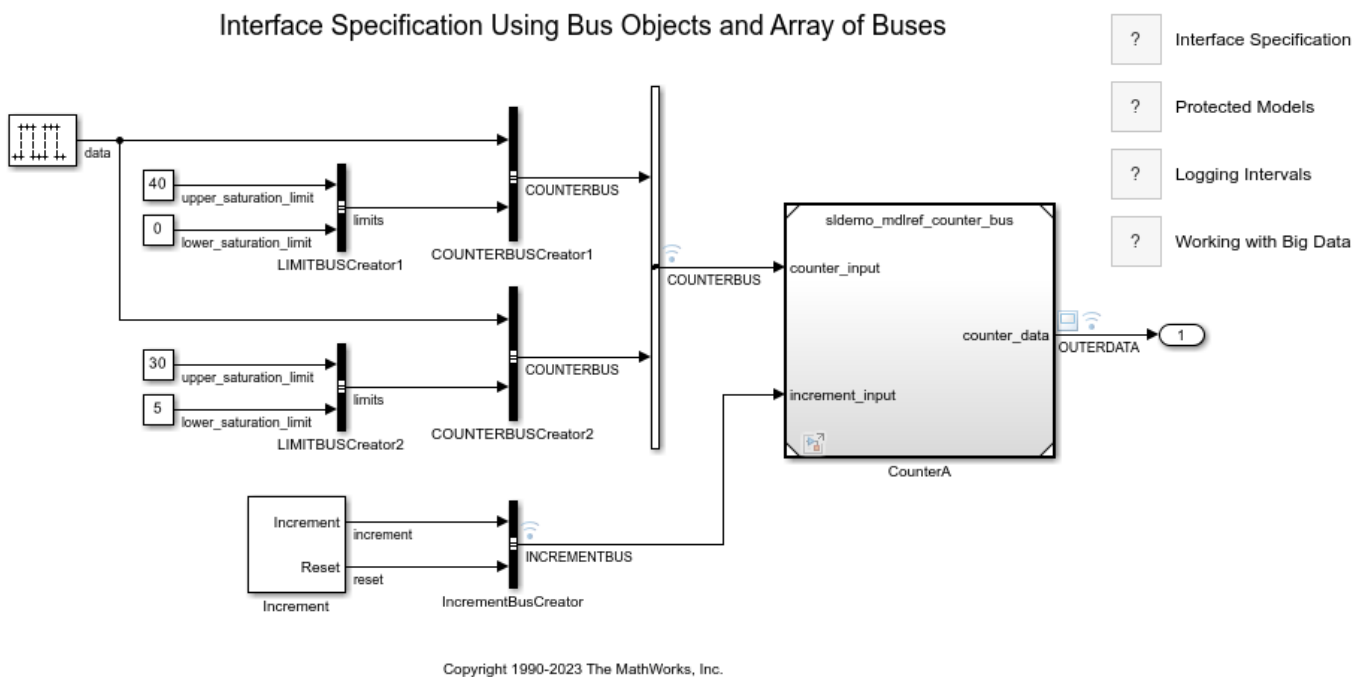 Interface Specification Using Bus Objects and Array of Buses
? Interface Specification
? Protected Models
? Logging Intervals
? Working with Big Data
data
40
upper_saturation_limit
0
lower_saturation_limit
limits
LIMITBUSCreator1
COUNTERBUS
COUNTERBUSCreator1
30
upper_saturation_limit
5
lower_saturation_limit
limits
LIMITBUSCreator2
COUNTERBUS
COUNTERBUSCreator2
COUNTERBUS
sldemo_mdlref_counter_bus
counter_input
counter_data
increment_input
CounterA
OUTERDATA
1
Increment
increment
Reset
reset
Increment
INCREMENTBUS
IncrementBusCreator
Copyright 1990-2023 The MathWorks, Inc.